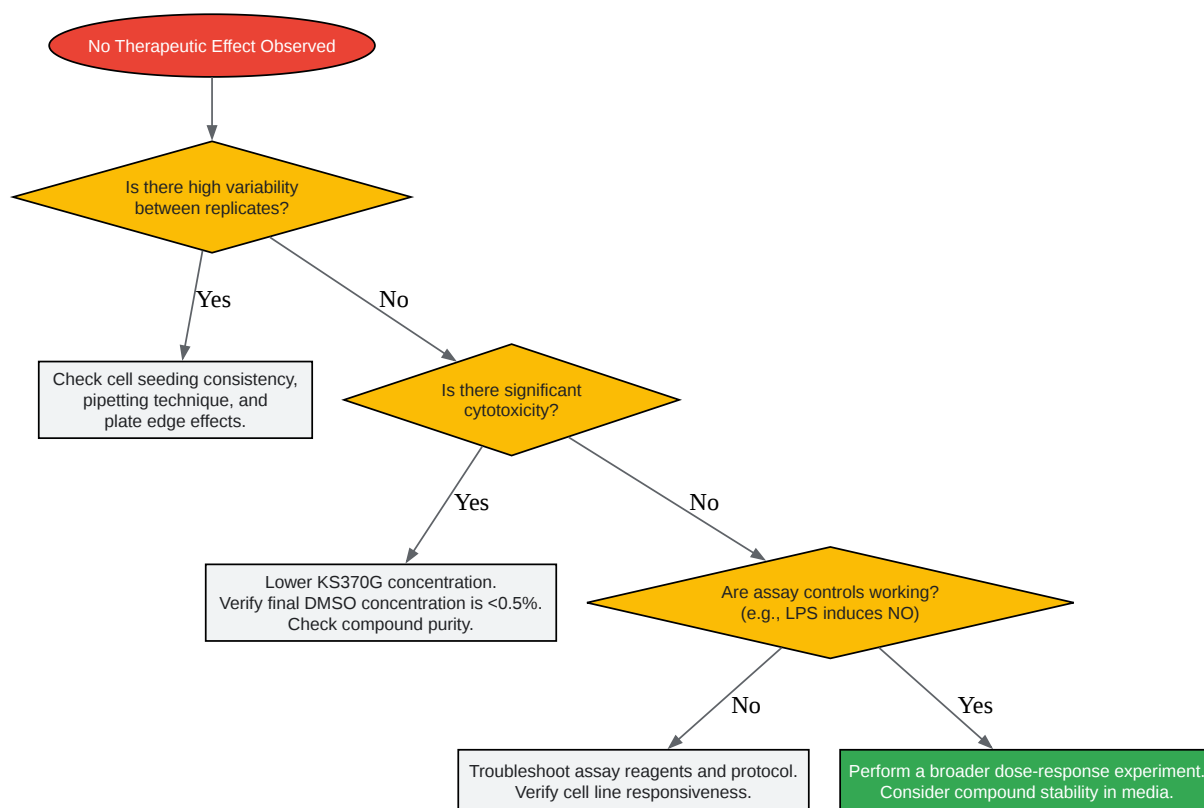 No Therapeutic Effect Observed
Is there high variability
between replicates?
Yes
No
Check cell seeding consistency,
pipetting technique, and
plate edge effects.
Is there significant
cytotoxicity?
Yes
No
Lower KS370G concentration.
Verify final DMSO concentration is <0.5%.
Check compound purity.
Are assay controls working?
(e.g., LPS induces NO)
No
Yes
Troubleshoot assay reagents and protocol.
Verify cell line responsiveness.
Perform a broader dose-response experiment.
Consider compound stability in media.